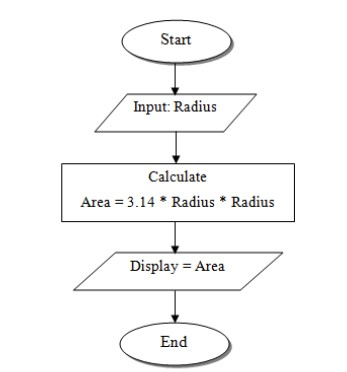 Start
Input: Radius
Calculate
Area = 3.14 * Radius * Radius
Display = Area
End